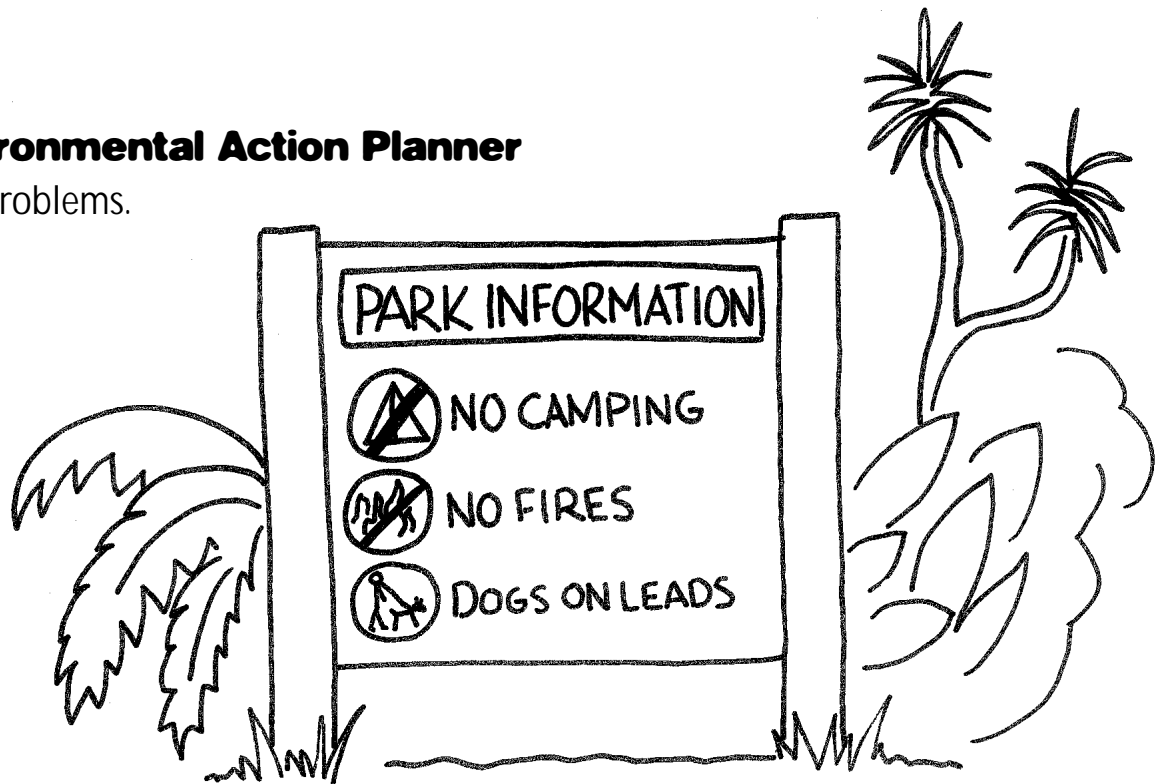 ronmental Action Planner
roblems.
PARK INFORMATION
NO CAMPING
NO FIRES
DOGS ON LEADS